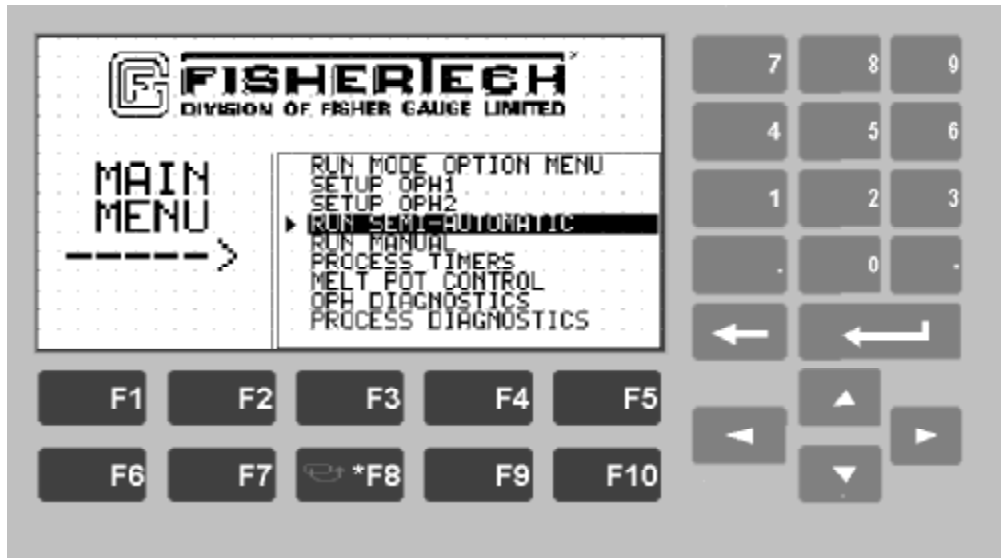 FISHERTECH
DIVISION OF FISHER GAUGE LIMITED
MAIN
MENU
----->
RUN MODE OPTION MENU
SETUP OPH1
SETUP OPH2
RUN SEMI-AUTOMATIC
RUN MANUAL
PROCESS TIMERS
MELT POT CONTROL
OPH DIAGNOSTICS
PROCESS DIAGNOSTICS
7 8 9
4 5 6
1 2 3
. 0 -
F1 F2 F3 F4 F5
F6 F7 *F8 F9 F10